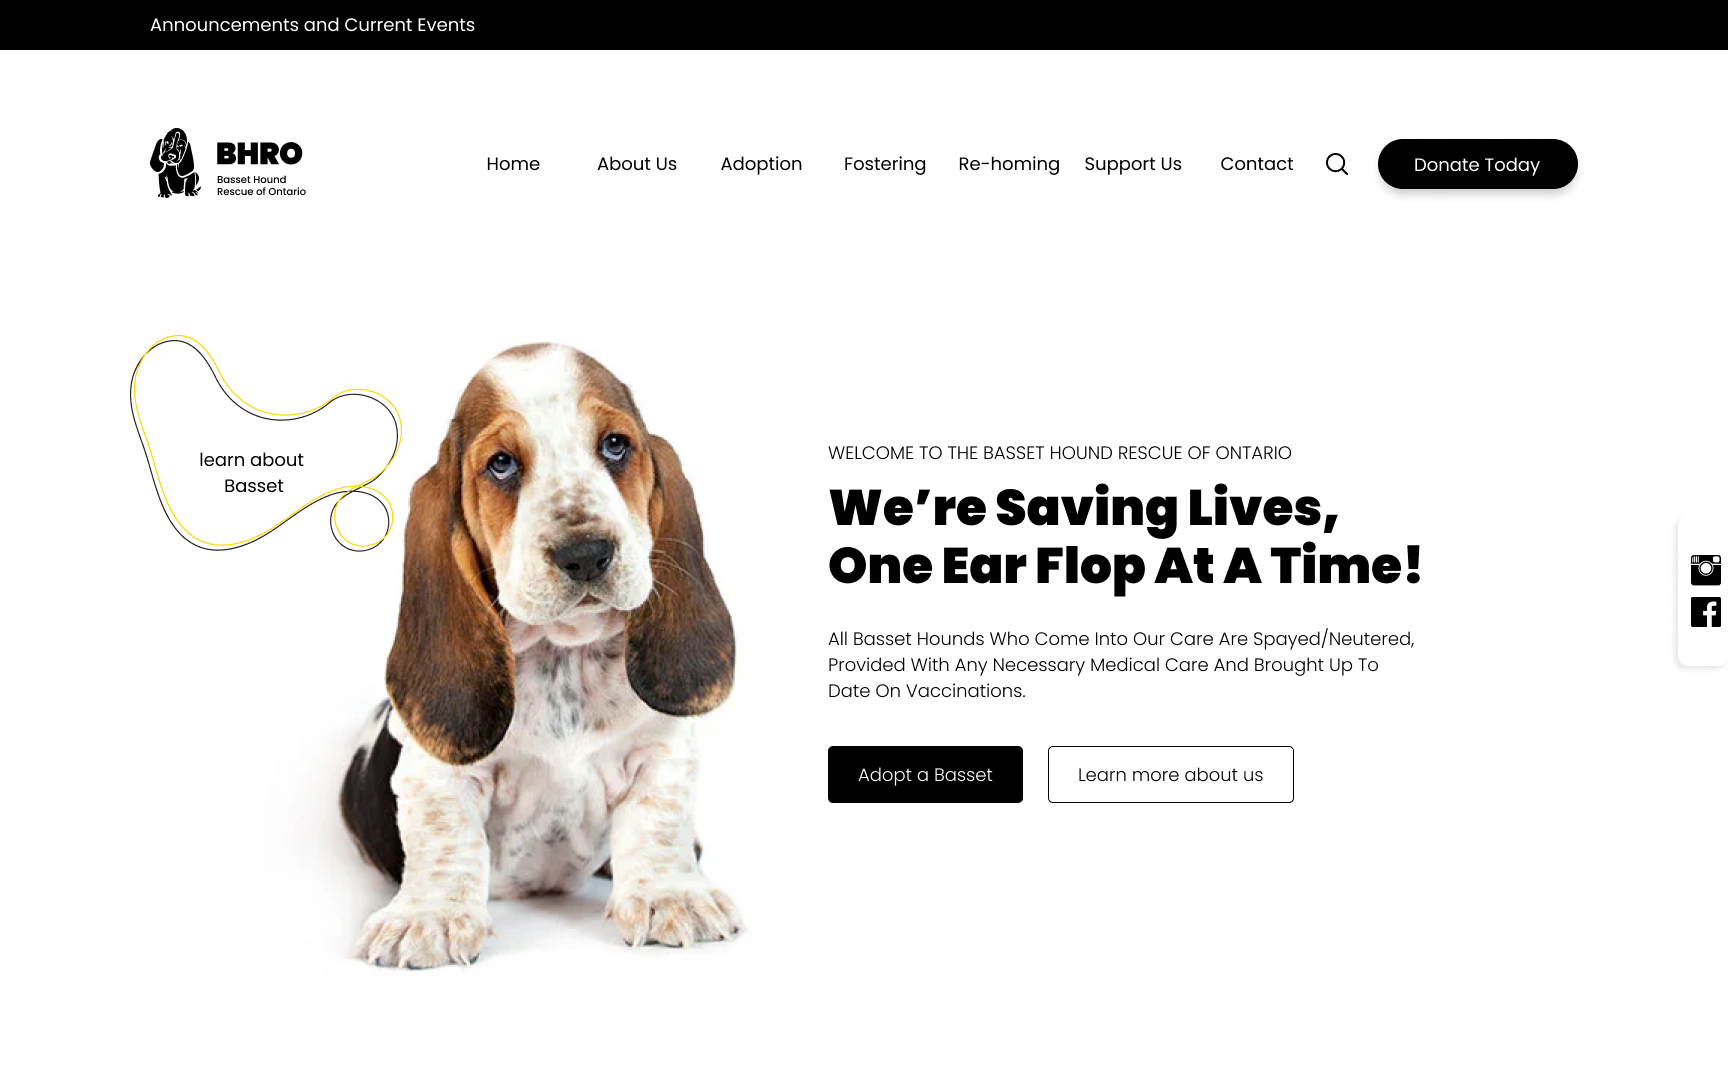 Announcements and Current Events
BHRO
Basset Hound
Rescue of Ontario
Home
About Us
Adoption
Fostering
Re-homing
Support Us
Contact
Donate Today
learn about
Basset
WELCOME TO THE BASSET HOUND RESCUE OF ONTARIO
We’re Saving Lives,
One Ear Flop At A Time!
All Basset Hounds Who Come Into Our Care Are Spayed/Neutered,
Provided With Any Necessary Medical Care And Brought Up To
Date On Vaccinations.
Adopt a Basset
Learn more about us